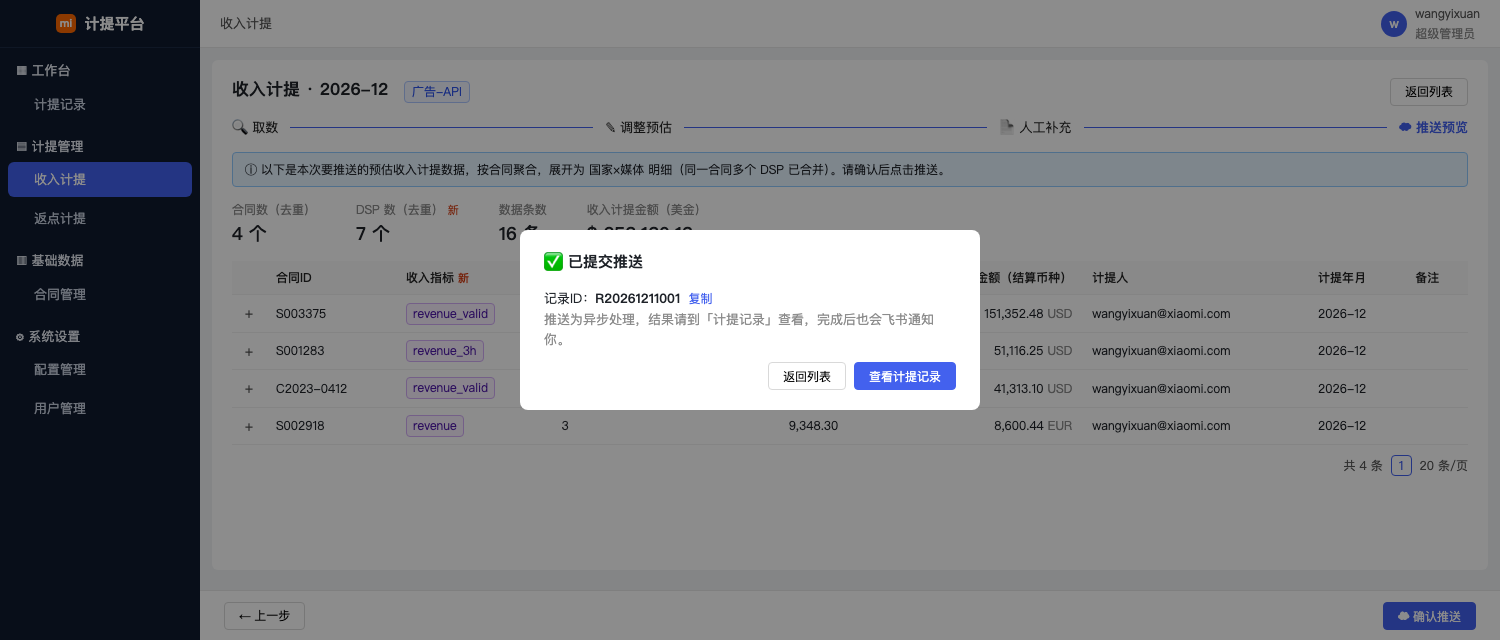 mi 计提平台
收入计提
w
wangyixuan
超级管理员
工作台
计提记录
计提管理
收入计提
返点计提
基础数据
合同管理
系统设置
配置管理
用户管理
收入计提 · 2026-12 广告-API
返回列表
取数 调整预估 人工补充 推送预览
以下是本次要推送的预估收入计提数据，按合同聚合，展开为 国家×媒体 明细（同一合同多个 DSP 已合并）。请确认后点击推送。
合同数（去重） DSP 数（去重） 新 数据条数 收入计提金额（美金）
4 个 7 个 16
合同ID 收入指标 新 金额（结算币种） 计提人 计提年月 备注
+ S003375 revenue_valid 151,352.48 USD wangyixuan@xiaomi.com 2026-12
+ S001283 revenue_3h 51,116.25 USD wangyixuan@xiaomi.com 2026-12
+ C2023-0412 revenue_valid 41,313.10 USD wangyixuan@xiaomi.com 2026-12
+ S002918 revenue 3 9,348.30 8,600.44 EUR wangyixuan@xiaomi.com 2026-12
共 4 条 1 20 条/页
✅ 已提交推送
记录ID：R20261211001 复制
推送为异步处理，结果请到「计提记录」查看，完成后也会飞书通知
你。
返回列表 查看计提记录
← 上一步
确认推送